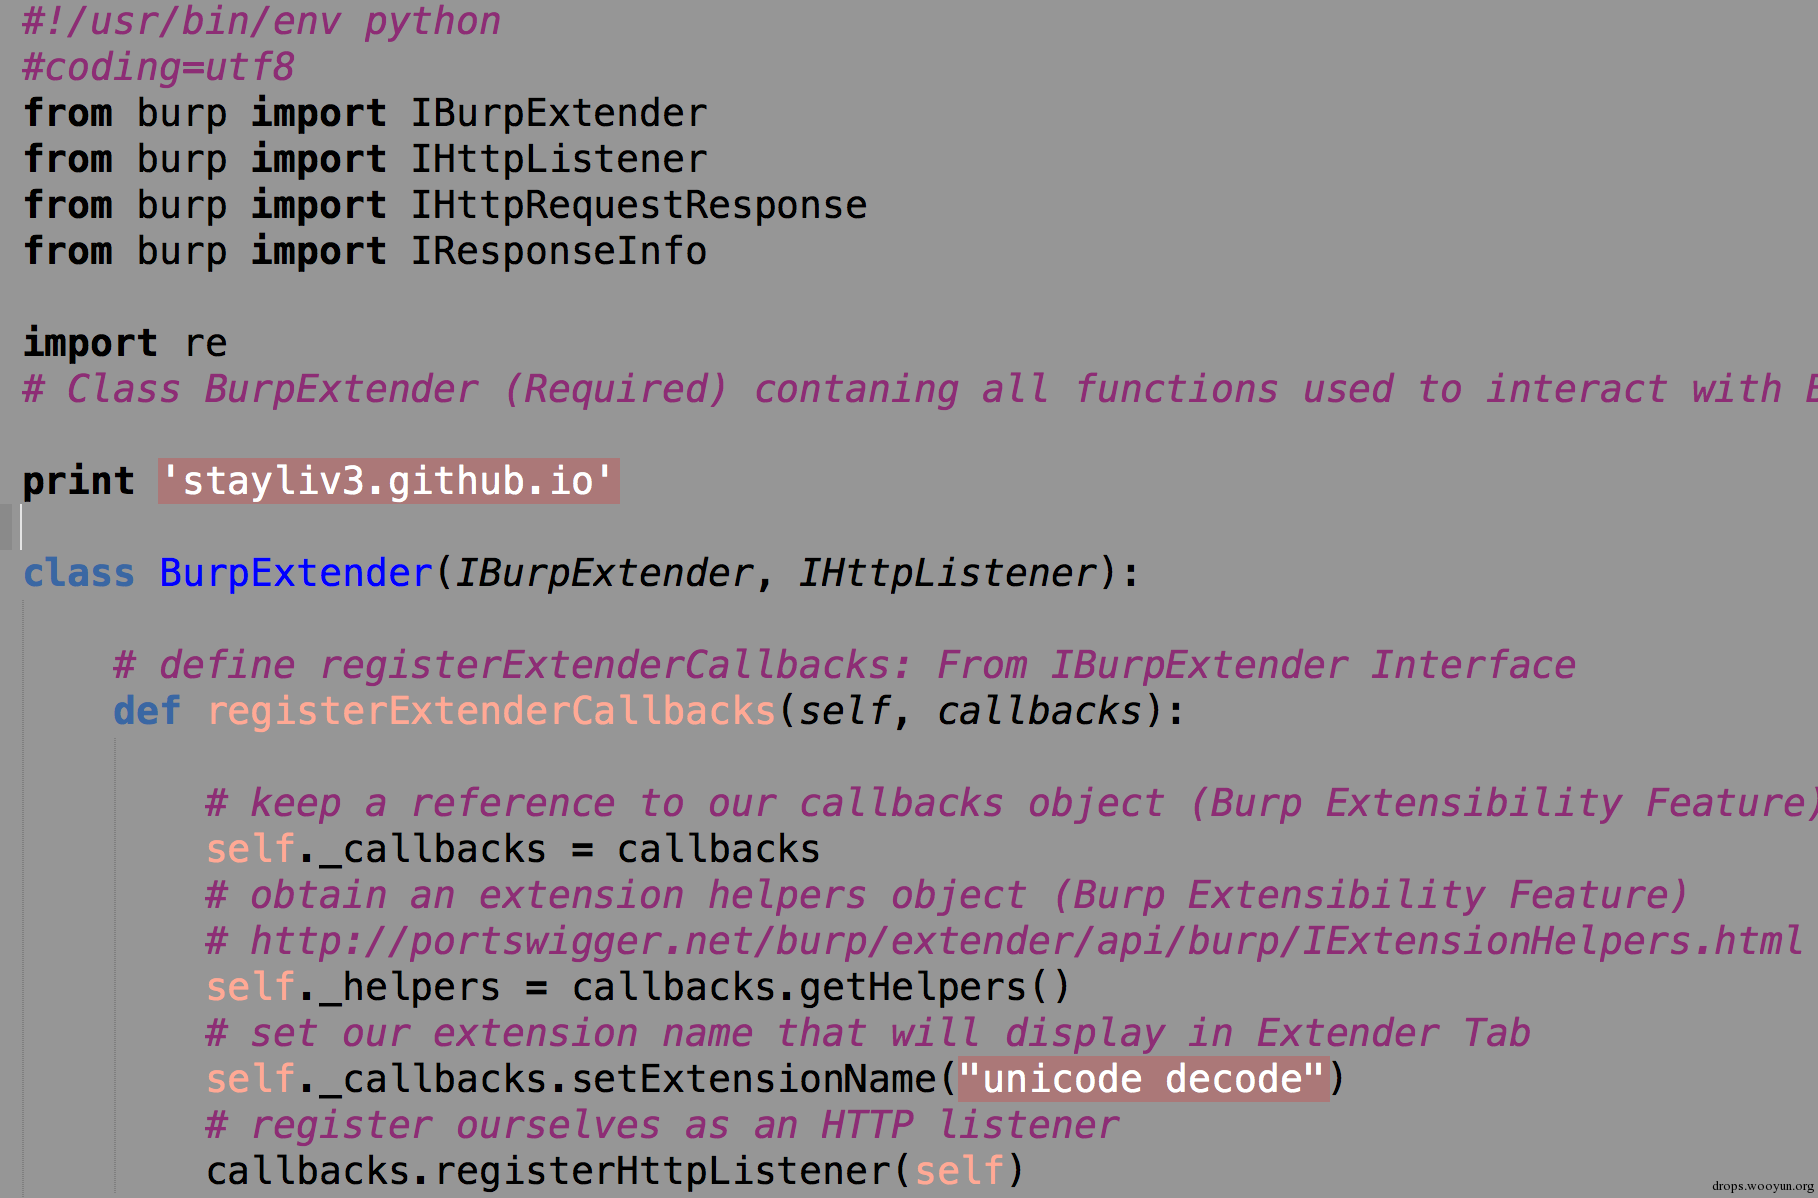 #!/usr/bin/env python
#coding=utf8
from burp import IBurpExtender
from burp import IHttpListener
from burp import IHttpRequestResponse
from burp import IResponseInfo
import re
# Class BurpExtender (Required) contaning all functions used to interact with
print 'stayliv3.github.io'
class BurpExtender(IBurpExtender, IHttpListener):
# define registerExtenderCallbacks: From IBurpExtender Interface
def registerExtenderCallbacks(self, callbacks):
# keep a reference to our callbacks object (Burp Extensibility Feature)
self._callbacks = callbacks
# obtain an extension helpers object (Burp Extensibility Feature)
# http://portswigger.net/burp/extender/api/burp/IExtensionHelpers.html
self._helpers = callbacks.getHelpers()
# set our extension name that will display in Extender Tab
self._callbacks.setExtensionName("unicode decode")
# register ourselves as an HTTP listener
callbacks.registerHttpListener(self)
drops.wooyun.org